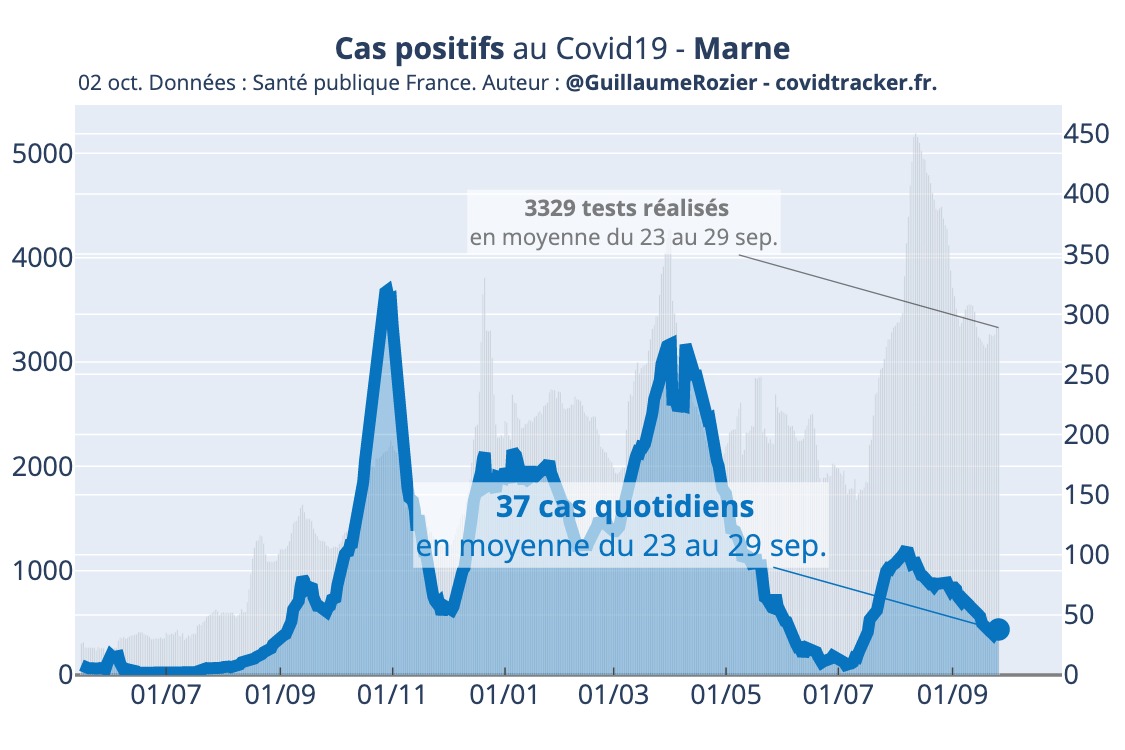 Cas positifs au Covid19 - Marne
02 oct. Données : Santé publique France. Auteur : @GuillaumeRozier - covidtracker.fr.
5000
4000
3000
2000
1000
0
450
400
350
300
250
200
150
100
50
0
3329 tests réalisés
en moyenne du 23 au 29 sep.
37 cas quotidiens
en moyenne du 23 au 29 sep.
01/07 01/09 01/11 01/01 01/03 01/05 01/07 01/09